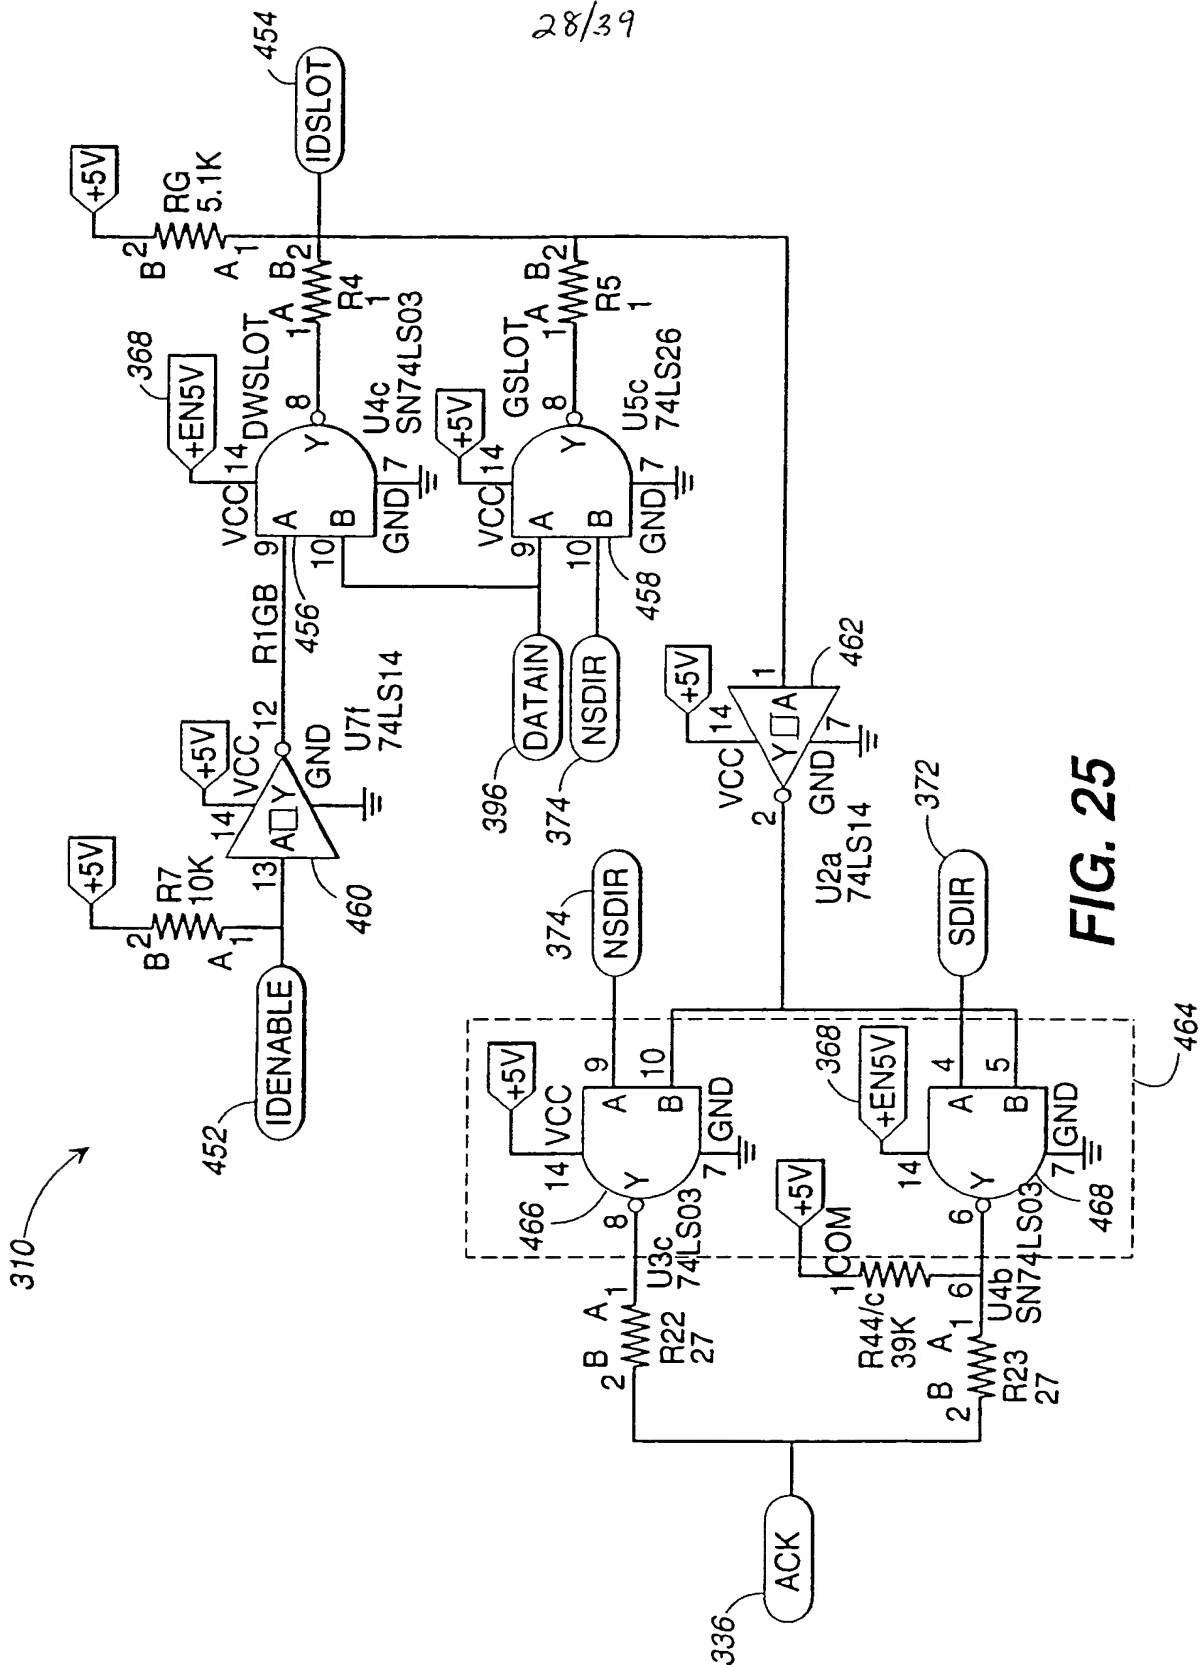 28/39
310
452
IDENABLE
+5V
R7
10K
B 2
A 1
13
A Y
14
VCC
+5V
12
GND
460
U7f
74LS14
R1GB
9
10
456
A
B
Y
VCC 14
+EN5V
368
GND 7
DWSLOT
8
U4c
SN74LS03
1 A
B 2
R4
1
+5V
B 2
A 1
RG
5.1K
IDSLOT
454
396
DATAIN
374
NSDIR
9
10
458
A
B
Y
VCC 14
+5V
GND 7
GSLOT
8
U5c
74LS26
1 A
B 2
R5
1
462
1
A
Y
+5V
14
VCC
7
GND
2
U2a
74LS14
374
NSDIR
+5V
VCC
14
9
10
A
B
Y
GND
7
466
8
U3c
74LS03
1 A
B 2
R22
27
372
SDIR
368
+EN5V
14
4
5
A
B
Y
GND
7
468
6
U4b
SN74LS03
+5V
COM
1
6
R44/c
39K
1 A
B 2
R23
27
464
ACK
336
FIG. 25